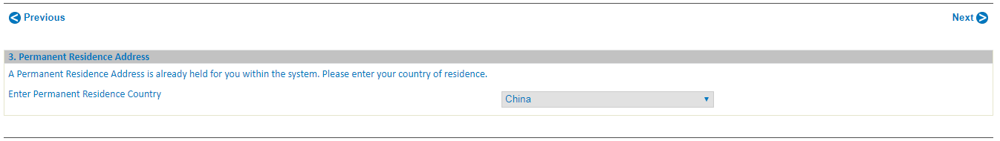 Previous
Next
3. Permanent Residence Address
A Permanent Residence Address is already held for you within the system. Please enter your country of residence.
Enter Permanent Residence Country
China